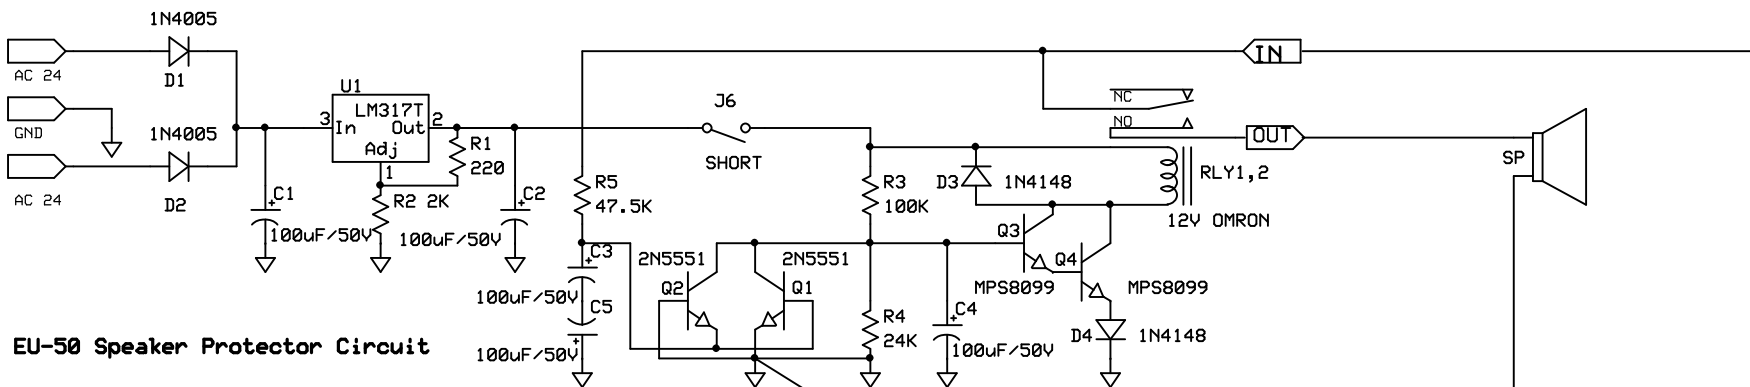 1N4005
AC 24
D1
GND
1N4005
AC 24
D2
U1
LM317T
3
In
Out
2
Adj
1
R1
220
R2 2K
C1
100uF/50V
C2
100uF/50V
J6
SHORT
R5
47.5K
C3
100uF/50V
C5
100uF/50V
2N5551
Q2
2N5551
Q1
R3
100K
R4
24K
C4
100uF/50V
D3
1N4148
Q3
MPS8099
Q4
MPS8099
D4
1N4148
NC
NO
RLY1,2
12V OMRON
IN
OUT
SP
EU-50 Speaker Protector Circuit